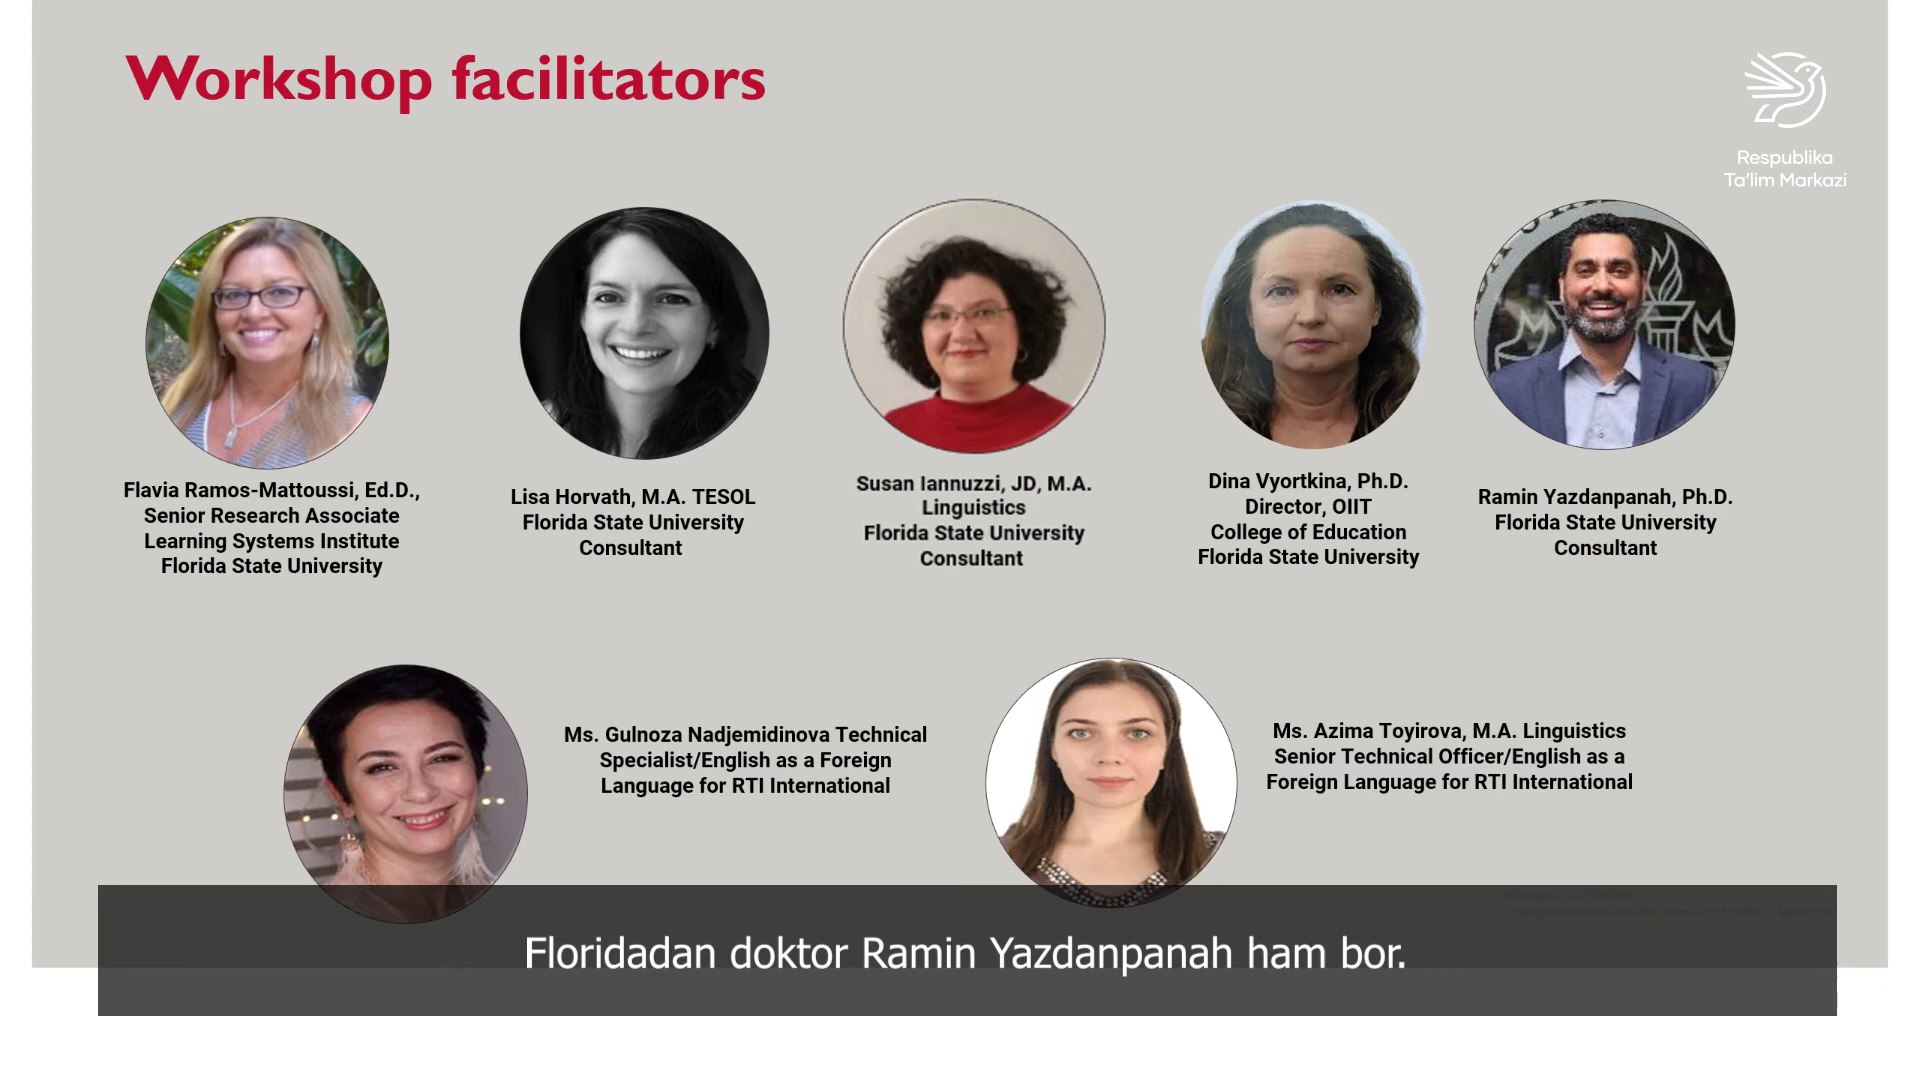 Workshop facilitators
Respublika
Ta'lim Markazi
Flavia Ramos-Mattoussi, Ed.D.,
Senior Research Associate
Learning Systems Institute
Florida State University
Lisa Horvath, M.A. TESOL
Florida State University
Consultant
Susan Iannuzzi, JD, M.A.
Linguistics
Florida State University
Consultant
Dina Vyortkina, Ph.D.
Director, OIIT
College of Education
Florida State University
Ramin Yazdanpanah, Ph.D.
Florida State University
Consultant
Ms. Gulnoza Nadjemidinova Technical
Specialist/English as a Foreign
Language for RTI International
Ms. Azima Toyirova, M.A. Linguistics
Senior Technical Officer/English as a
Foreign Language for RTI International
Floridadan doktor Ramin Yazdanpanah ham bor.